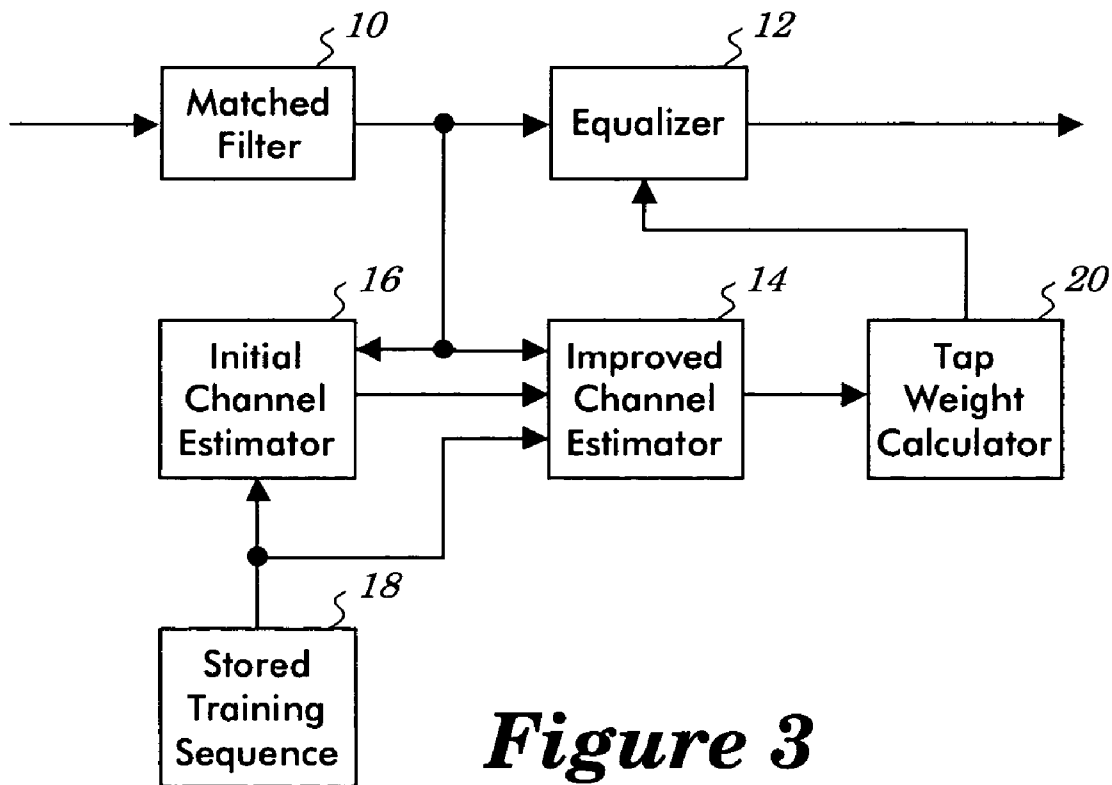 10
12
Matched
Filter
Equalizer
16
14
20
Initial
Channel
Estimator
Improved
Channel
Estimator
Tap
Weight
Calculator
18
Stored
Training
Sequence
Figure 3